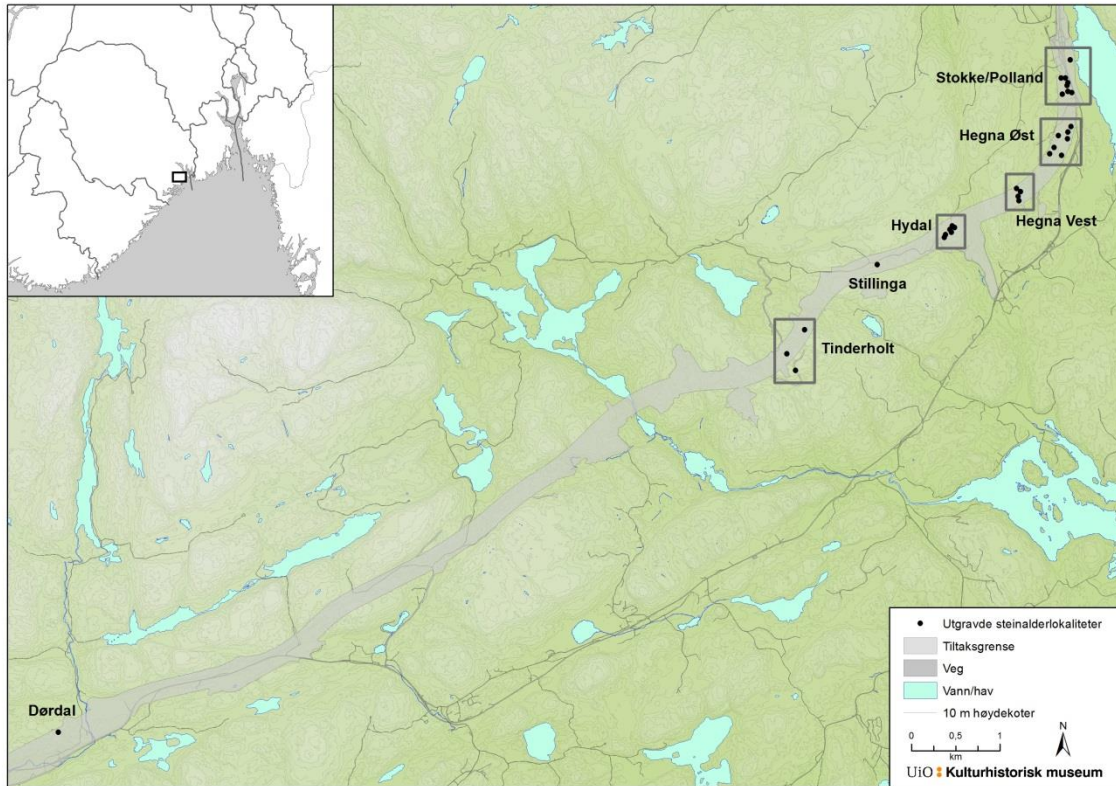 Stokke/Polland
Hegna Øst
Hegna Vest
Hydal
Stillinga
Tinderholt
Dørdal
Utgravde steinalderlokaliteter
Tiltaksgrense
Veg
Vann/hav
10 m høydekoter
0 0,5 1
km
N
UiO Kulturhistorisk museum